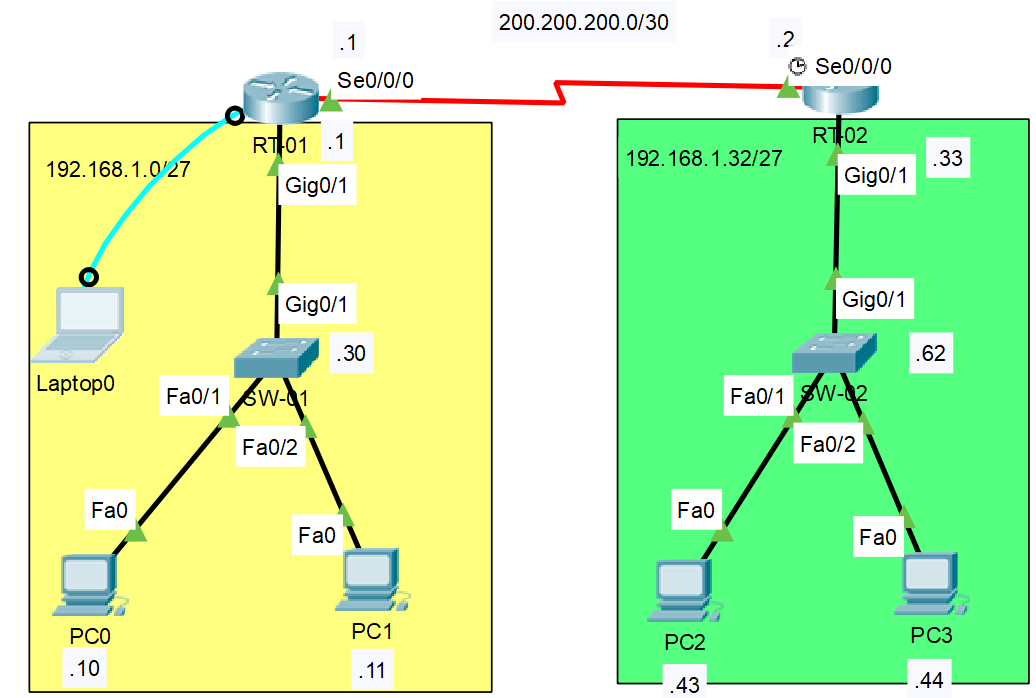 200.200.200.0/30
.1
.2
Se0/0/0
Se0/0/0
RT-01
.1
RT-02
192.168.1.0/27
192.168.1.32/27
.33
Gig0/1
Gig0/1
Gig0/1
Gig0/1
.30
.62
Laptop0
SW-01
SW-02
Fa0/1
Fa0/2
Fa0/1
Fa0/2
Fa0
Fa0
Fa0
Fa0
PC0
PC1
PC2
PC3
.10
.11
.43
.44